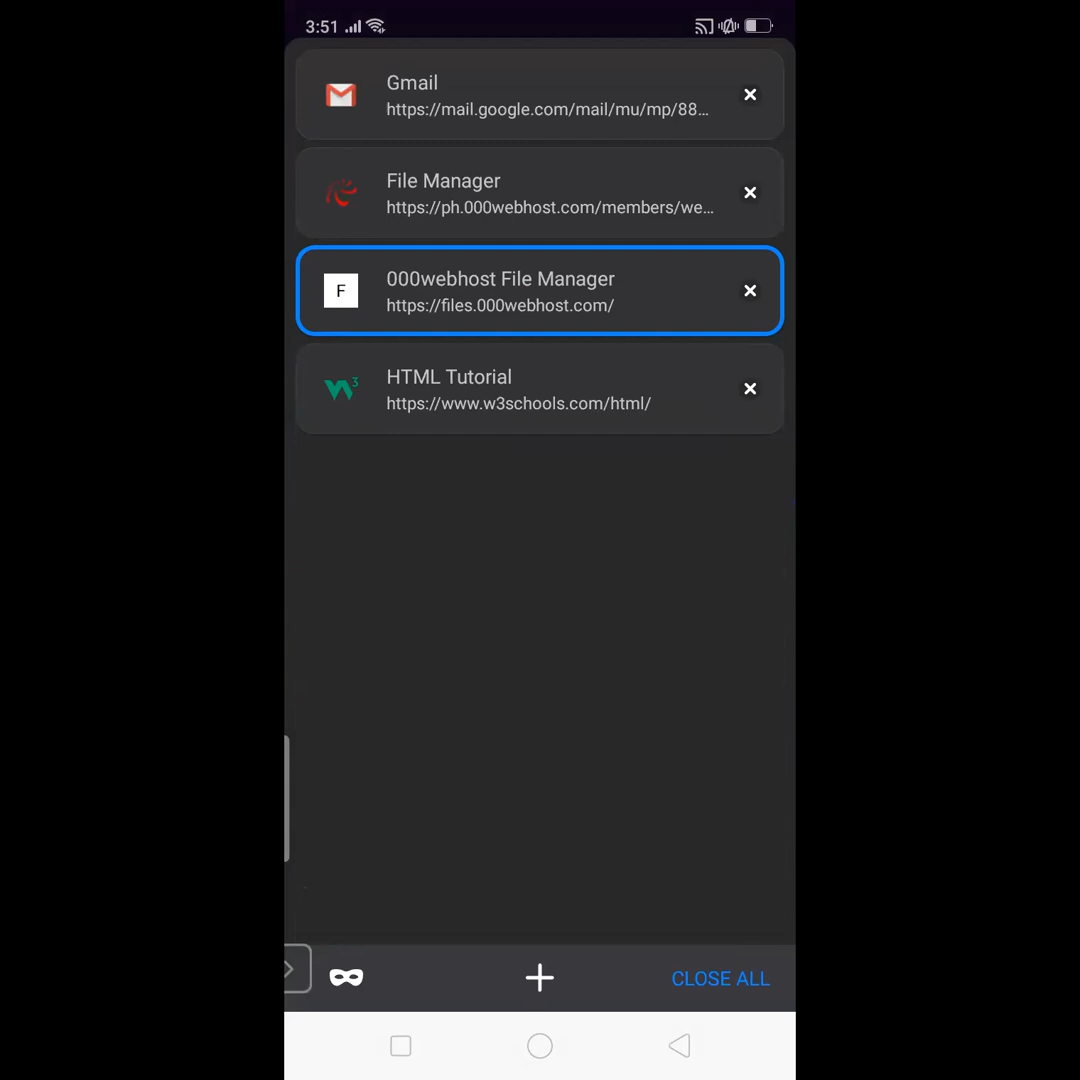 3:51
Gmail
https://mail.google.com/mail/mu/mp/88...
File Manager
https://ph.000webhost.com/members/we...
F
000webhost File Manager
https://files.000webhost.com/
3
HTML Tutorial
https://www.w3schools.com/html/
CLOSE ALL